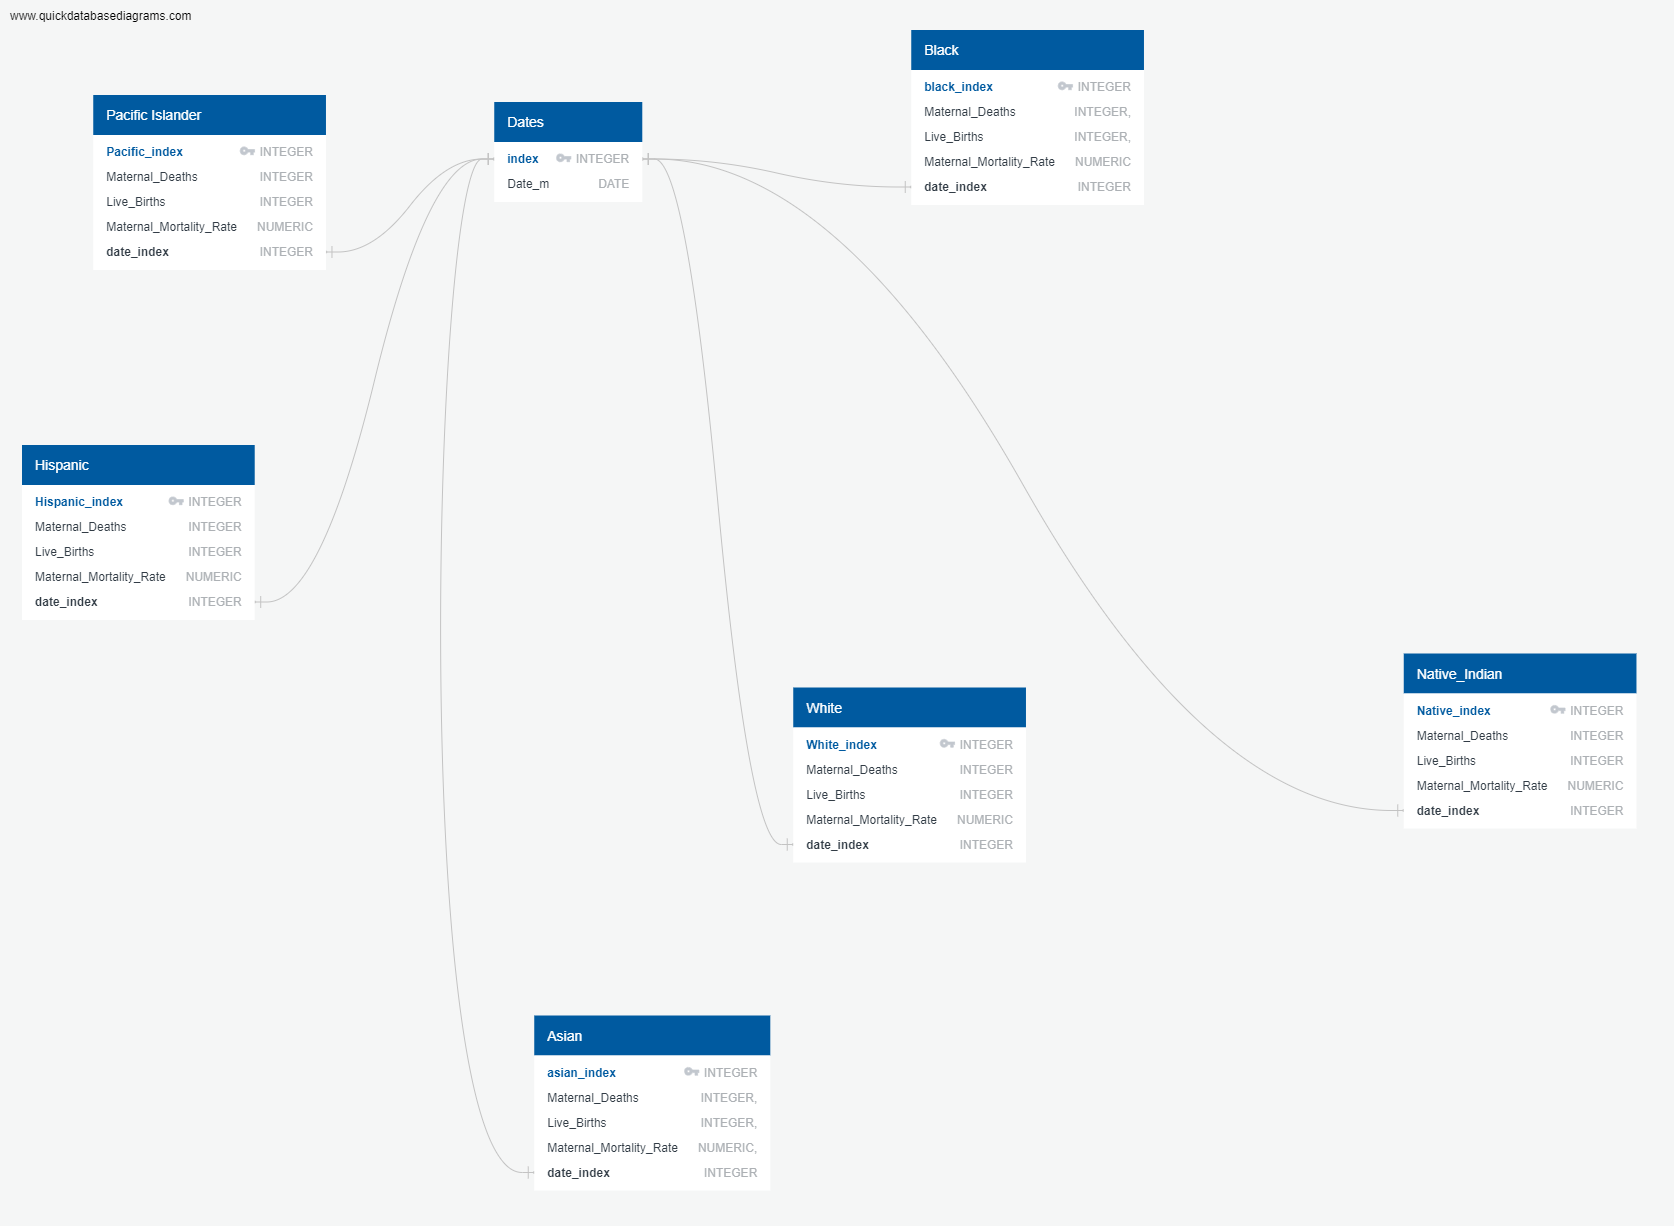 www.quickdatabasediagrams.com
Pacific Islander
Pacific_index INTEGER
Maternal_Deaths INTEGER
Live_Births INTEGER
Maternal_Mortality_Rate NUMERIC
date_index INTEGER
Dates
index INTEGER
Date_m DATE
Black
black_index INTEGER
Maternal_Deaths INTEGER,
Live_Births INTEGER,
Maternal_Mortality_Rate NUMERIC
date_index INTEGER
Hispanic
Hispanic_index INTEGER
Maternal_Deaths INTEGER
Live_Births INTEGER
Maternal_Mortality_Rate NUMERIC
date_index INTEGER
White
White_index INTEGER
Maternal_Deaths INTEGER
Live_Births INTEGER
Maternal_Mortality_Rate NUMERIC
date_index INTEGER
Native_Indian
Native_index INTEGER
Maternal_Deaths INTEGER
Live_Births INTEGER
Maternal_Mortality_Rate NUMERIC
date_index INTEGER
Asian
asian_index INTEGER
Maternal_Deaths INTEGER,
Live_Births INTEGER,
Maternal_Mortality_Rate NUMERIC,
date_index INTEGER